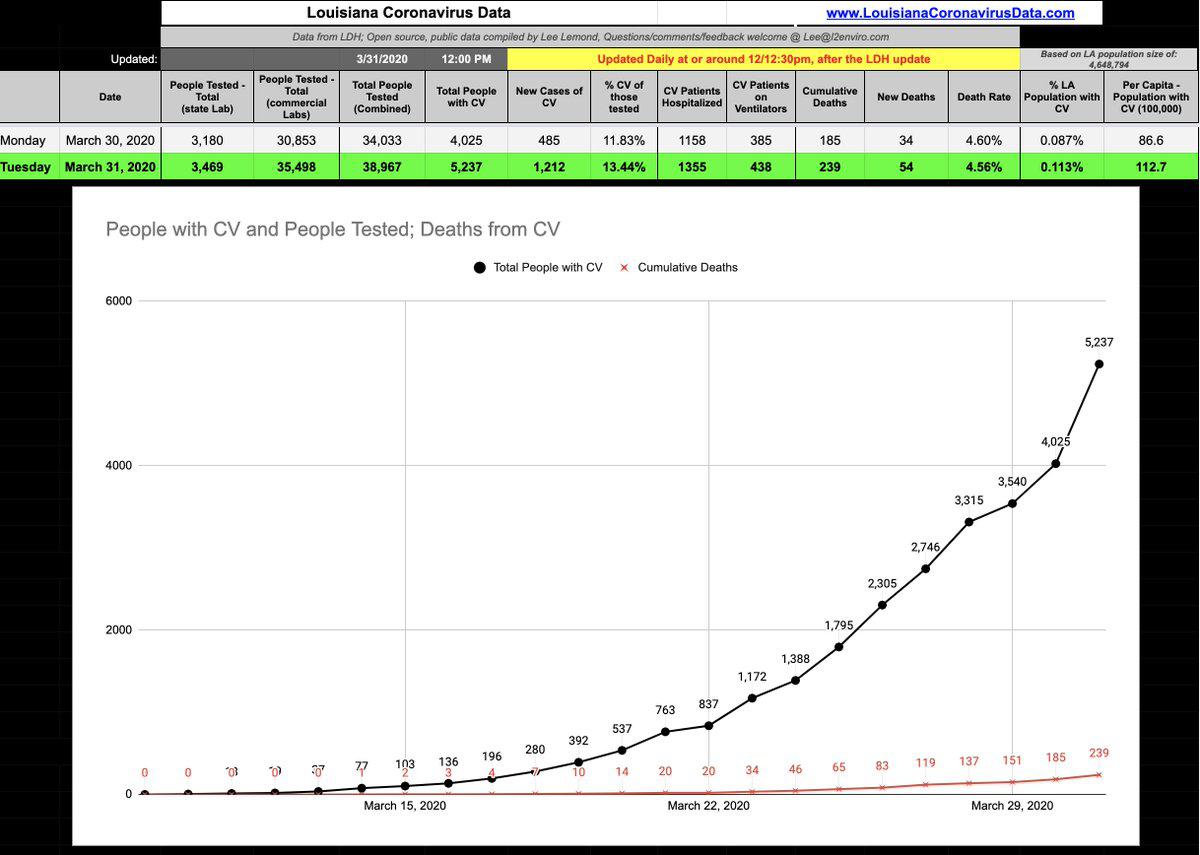 Louisiana Coronavirus Data www.LouisianaCoronavirusData.com
Data from LDH; Open source, public data compiled by Lee Lemond, Questions/comments/feedback welcome @ Lee@l2enviro.com
Updated: 3/31/2020 12:00 PM Updated Daily at or around 12/12:30pm, after the LDH update Based on LA population size of: 4,648,794
Date People Tested - Total (state Lab) People Tested - Total (commercial Labs) Total People Tested (Combined) Total People with CV New Cases of CV % CV of those tested CV Patients Hospitalized CV Patients on Ventilators Cumulative Deaths New Deaths Death Rate % LA Population with CV Per Capita - Population with CV (100,000)
Monday March 30, 2020 3,180 30,853 34,033 4,025 485 11.83% 1158 385 185 34 4.60% 0.087% 86.6
Tuesday March 31, 2020 3,469 35,498 38,967 5,237 1,212 13.44% 1355 438 239 54 4.56% 0.113% 112.7
People with CV and People Tested; Deaths from CV
Total People with CV Cumulative Deaths
6000
5,237
4,025
4000
3,540
3,315
2,746
2,305
2000
1,795
1,388
1,172
837
763
537
392
280
196
136
103
77
0 0 0 0 0 1 2 3 4 7 10 14 20 20 34 46 65 83 119 137 151 185 239
0
March 15, 2020 March 22, 2020 March 29, 2020